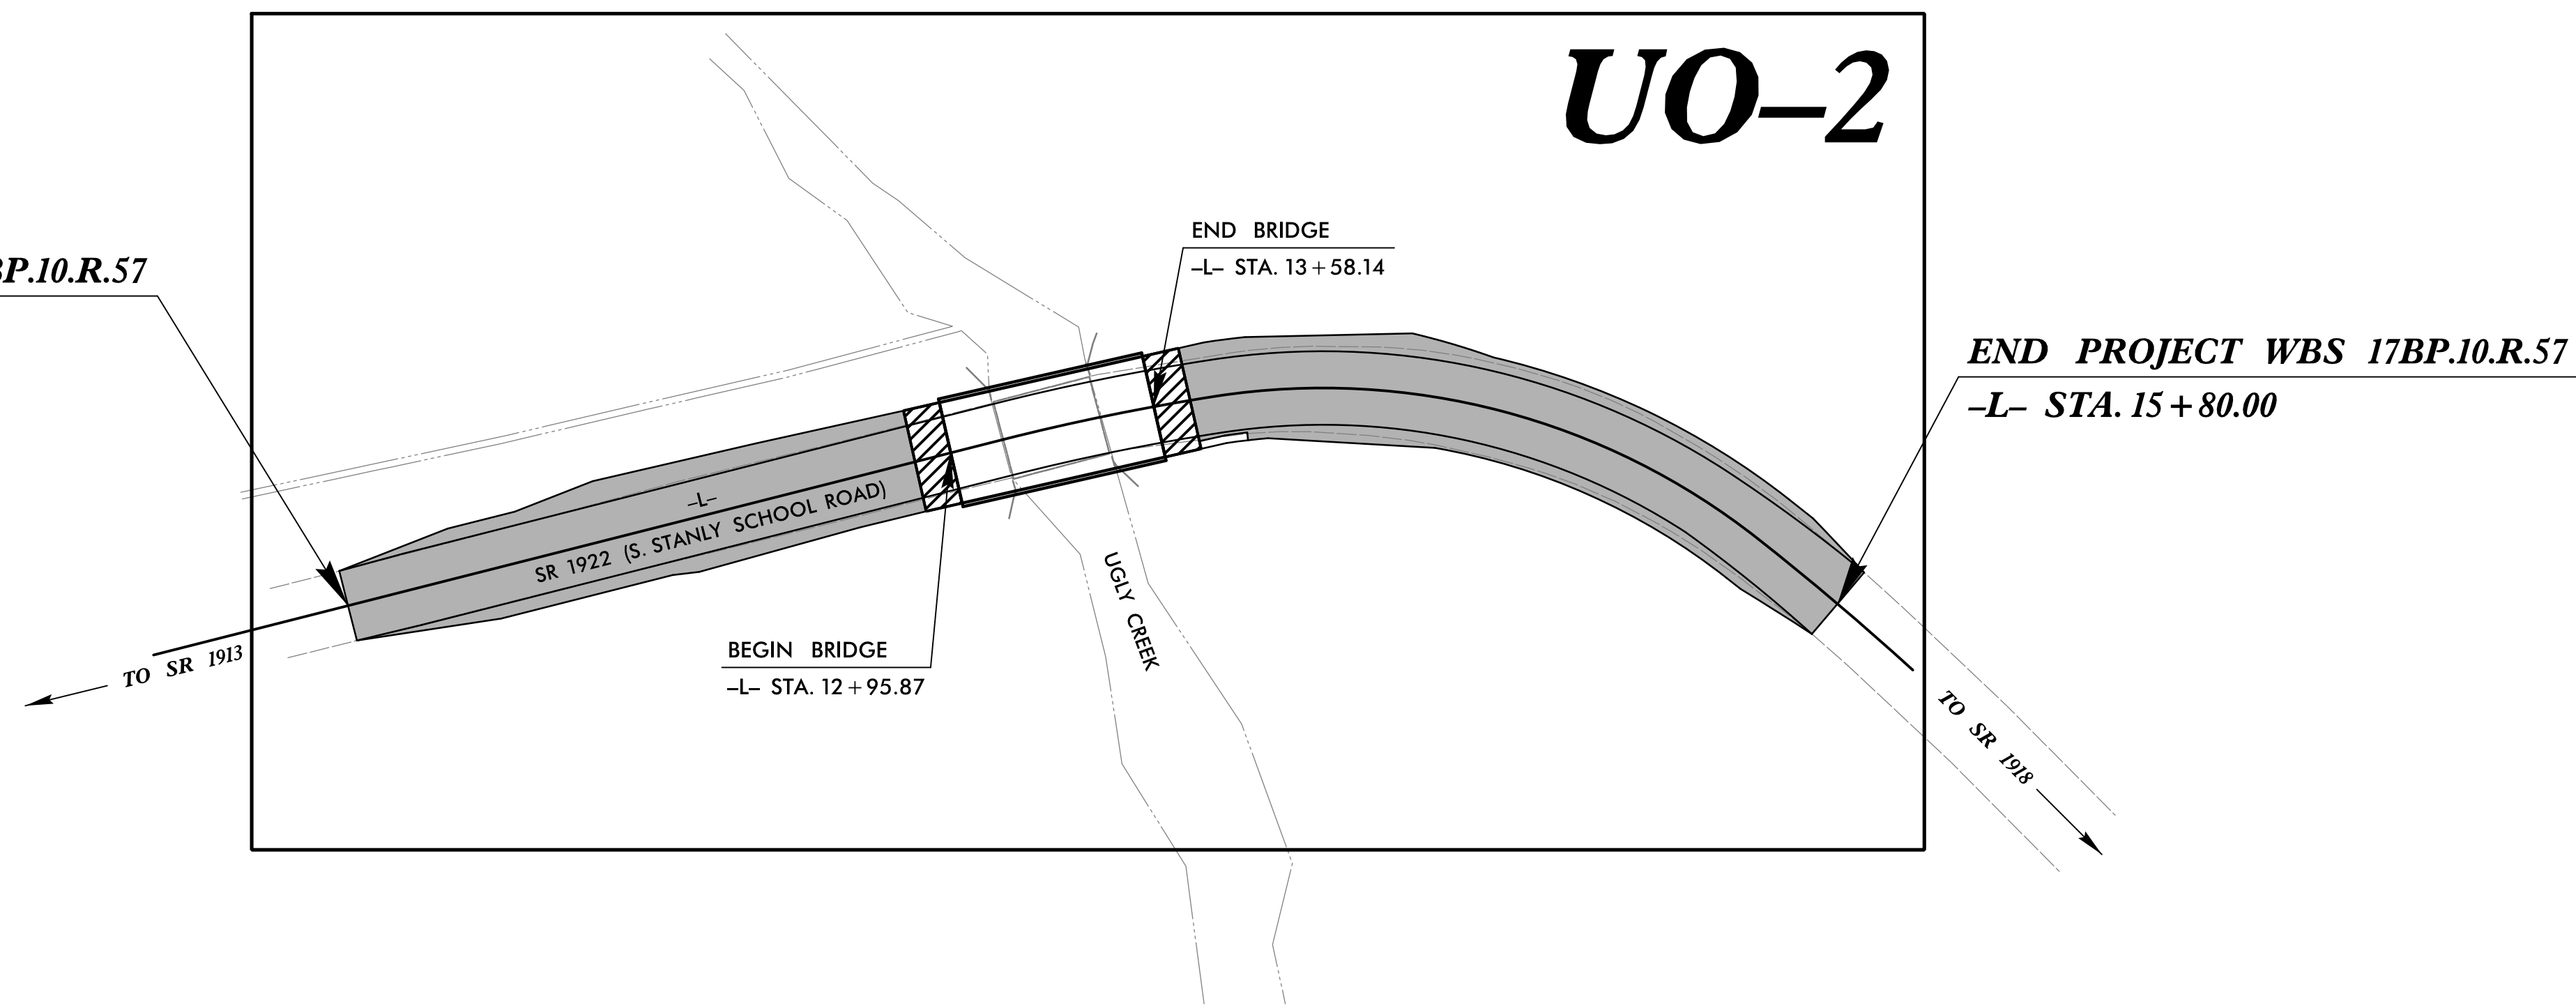 UO–2
END BRIDGE
–L– STA. 13+58.14
BP.10.R.57
END PROJECT WBS 17BP.10.R.57
–L– STA. 15+80.00
–L–
SR 1922 (S. STANLY SCHOOL ROAD)
UGLY CREEK
BEGIN BRIDGE
–L– STA. 12+95.87
TO SR 1913
TO SR 1918